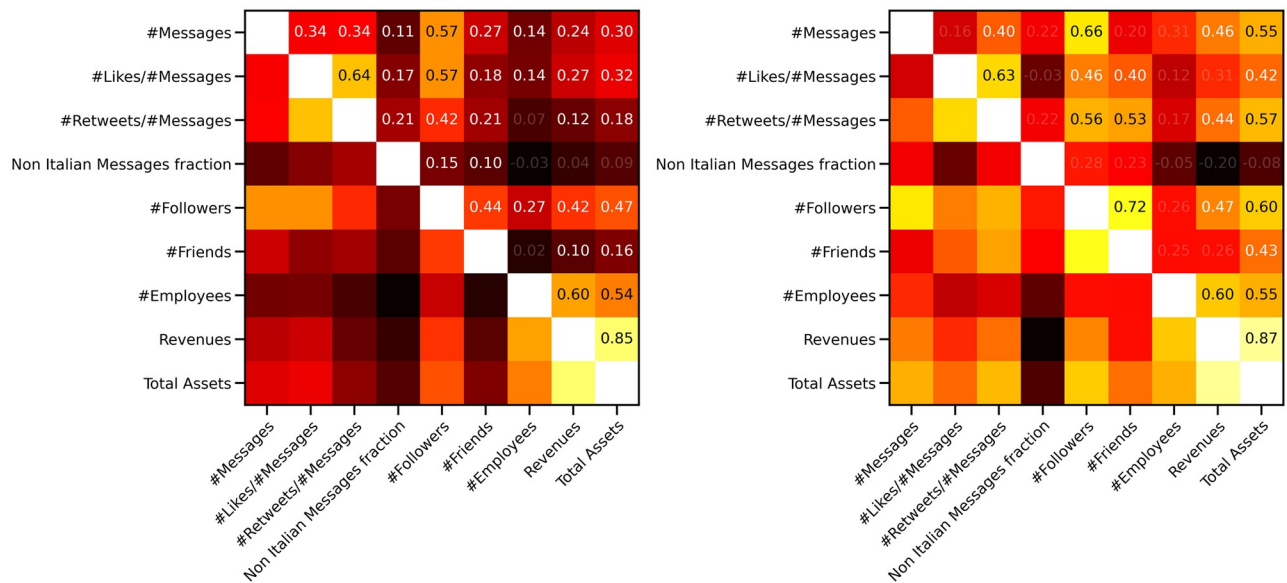 #Messages 0.34 0.34 0.11 0.57 0.27 0.14 0.24 0.30
#Likes/#Messages 0.64 0.17 0.57 0.18 0.14 0.27 0.32
#Retweets/#Messages 0.21 0.42 0.21 0.07 0.12 0.18
Non Italian Messages fraction 0.15 0.10 -0.03 0.04 0.09
#Followers 0.44 0.27 0.42 0.47
#Friends 0.02 0.10 0.16
#Employees 0.60 0.54
Revenues 0.85
Total Assets
#Messages
#Likes/#Messages
#Retweets/#Messages
Non Italian Messages fraction
#Followers
#Friends
#Employees
Revenues
Total Assets
#Messages 0.16 0.40 0.22 0.66 0.20 0.31 0.46 0.55
#Likes/#Messages 0.63 -0.03 0.46 0.40 0.12 0.31 0.42
#Retweets/#Messages 0.22 0.56 0.53 0.17 0.44 0.57
Non Italian Messages fraction 0.28 0.23 -0.05 -0.20 -0.08
#Followers 0.72 0.26 0.47 0.60
#Friends 0.25 0.26 0.43
#Employees 0.60 0.55
Revenues 0.87
Total Assets
#Messages
#Likes/#Messages
#Retweets/#Messages
Non Italian Messages fraction
#Followers
#Friends
#Employees
Revenues
Total Assets